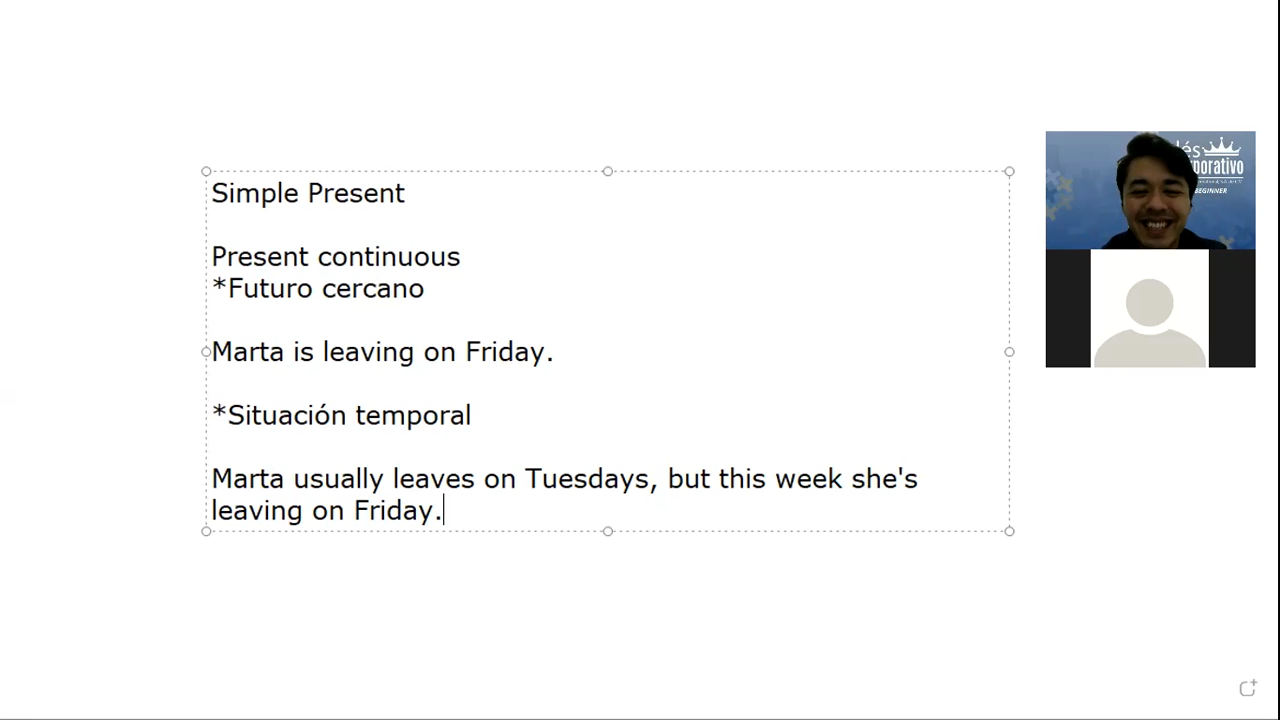 Simple Present
Present continuous
*Futuro cercano
Marta is leaving on Friday.
*Situación temporal
Marta usually leaves on Tuesdays, but this week she's
leaving on Friday.
BEGINNER